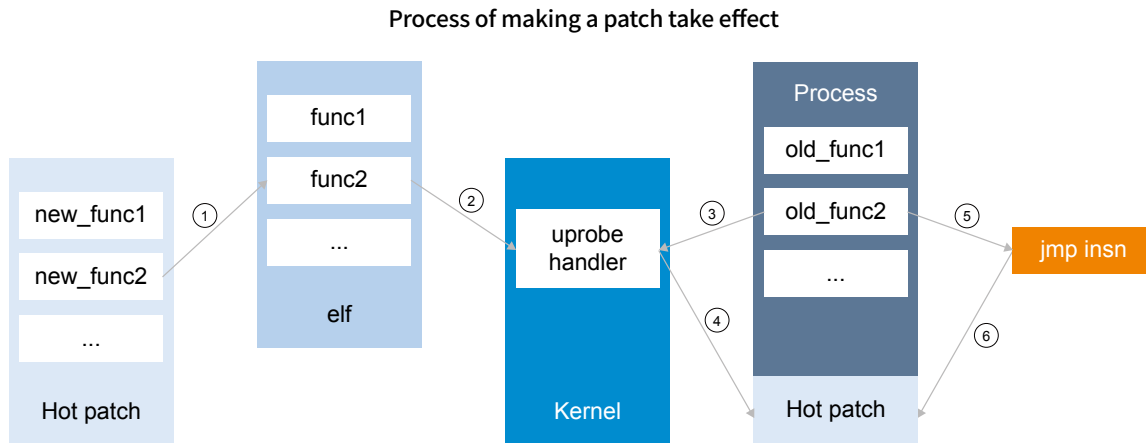 Process of making a patch take effect
new_func1
new_func2
...
Hot patch
①
func1
func2
...
elf
②
uprobe
handler
Kernel
③
④
Process
old_func1
old_func2
...
Hot patch
⑤
⑥
jmp insn